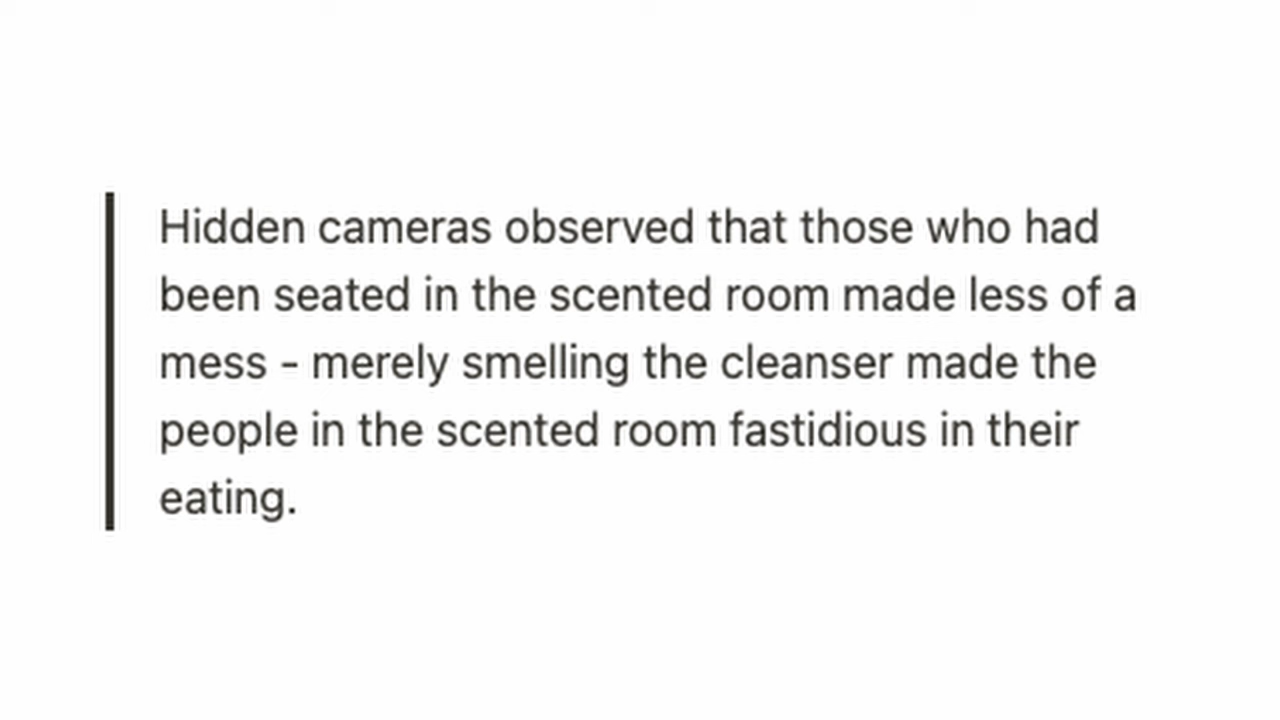 Hidden cameras observed that those who had
been seated in the scented room made less of a
mess - merely smelling the cleanser made the
people in the scented room fastidious in their
eating.